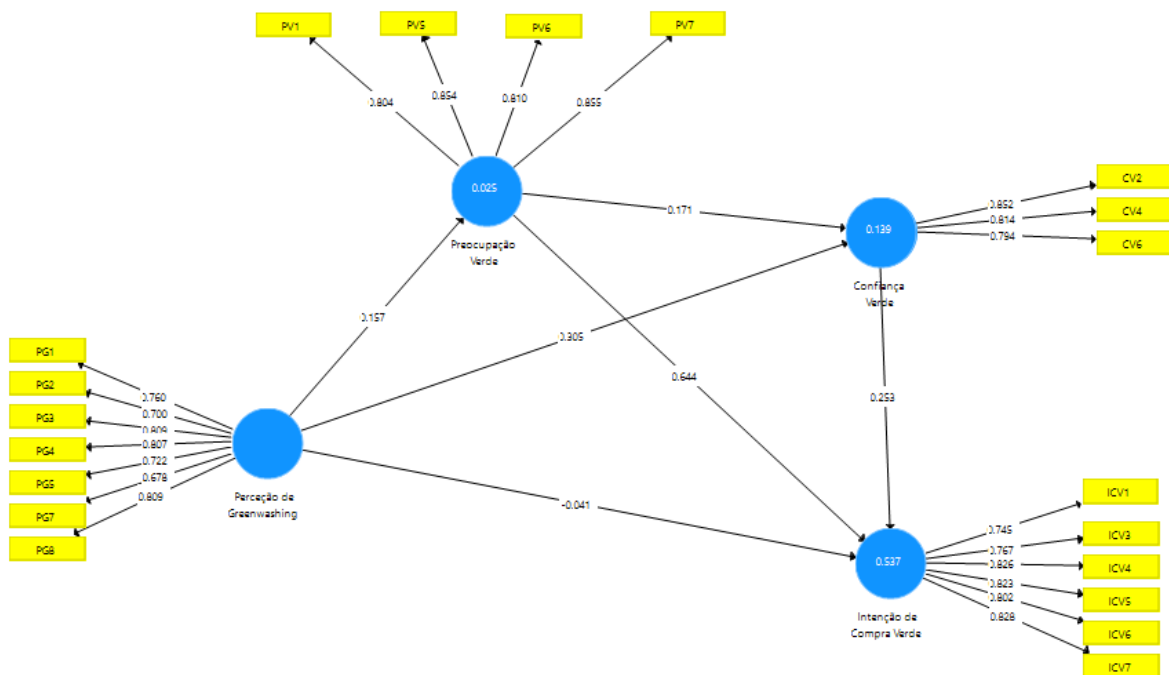 PV1
PV5
PV6
PV7
0.804
0.854
0.810
0.855
0.025
Preocupação
Verde
0.171
0.139
Confiança
Verde
0.852
0.814
0.794
CV2
CV4
CV6
0.157
0.305
0.644
0.253
PG1
PG2
PG3
PG4
PG5
PG7
PG8
0.760
0.700
0.809
0.807
0.722
0.678
0.809
Perceção de
Greenwashing
-0.041
0.537
Intenção de
Compra Verde
0.745
0.767
0.826
0.823
0.802
0.828
ICV1
ICV3
ICV4
ICV5
ICV6
ICV7